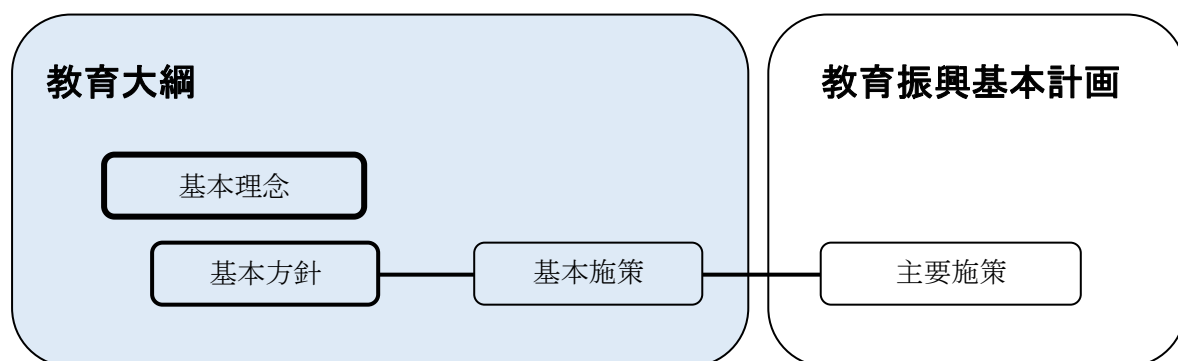 教育大綱
教育振興基本計画
基本理念
基本方針
基本施策
主要施策